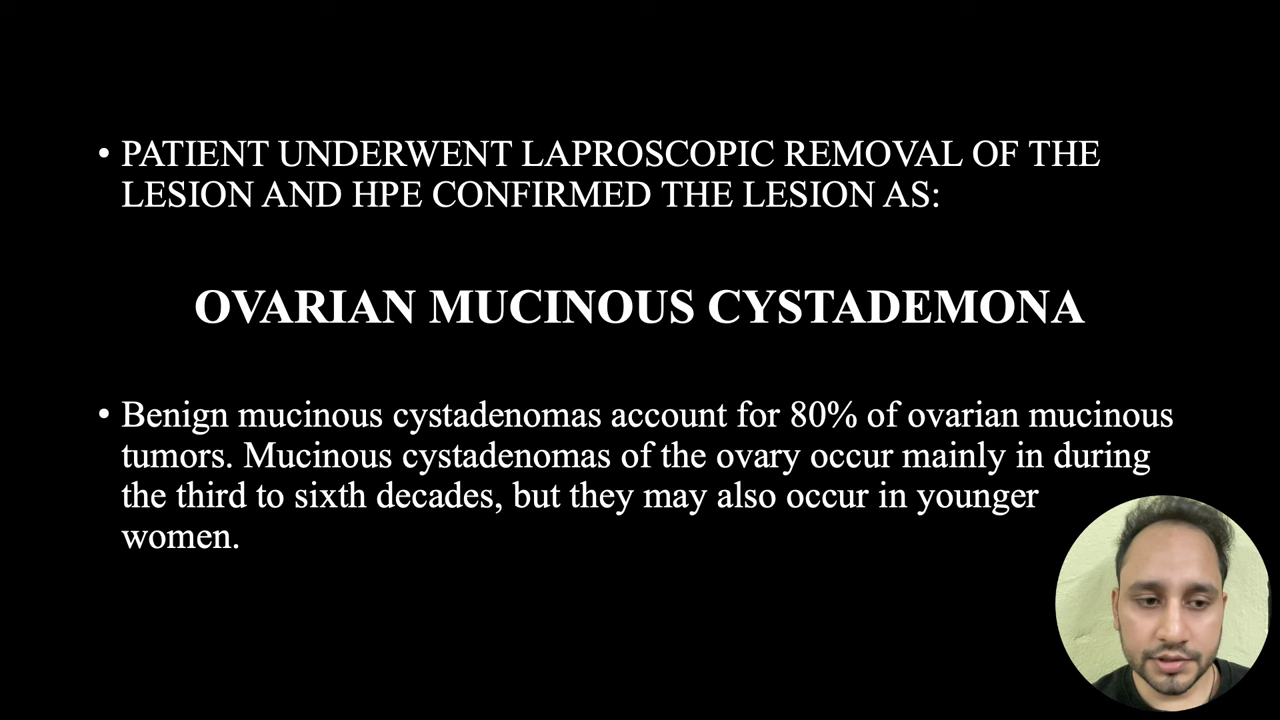 • PATIENT UNDERWENT LAPROSCOPIC REMOVAL OF THE
LESION AND HPE CONFIRMED THE LESION AS:
OVARIAN MUCINOUS CYSTADEMONA
• Benign mucinous cystadenomas account for 80% of ovarian mucinous
tumors. Mucinous cystadenomas of the ovary occur mainly in during
the third to sixth decades, but they may also occur in younger
women.